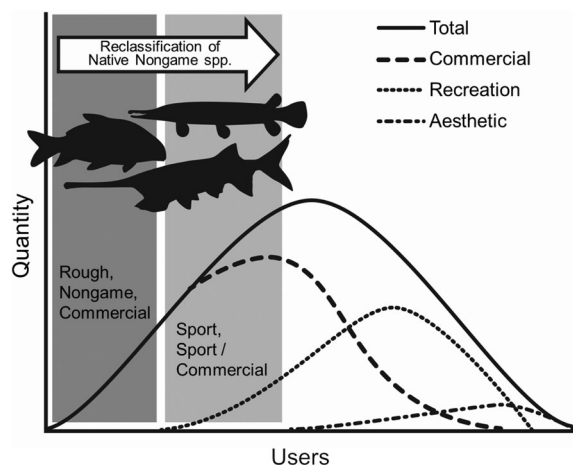 Reclassification of
Native Nongame spp.
Total
Commercial
Recreation
Aesthetic
Quantity
Rough,
Nongame,
Commercial
Sport,
Sport /
Commercial
Users